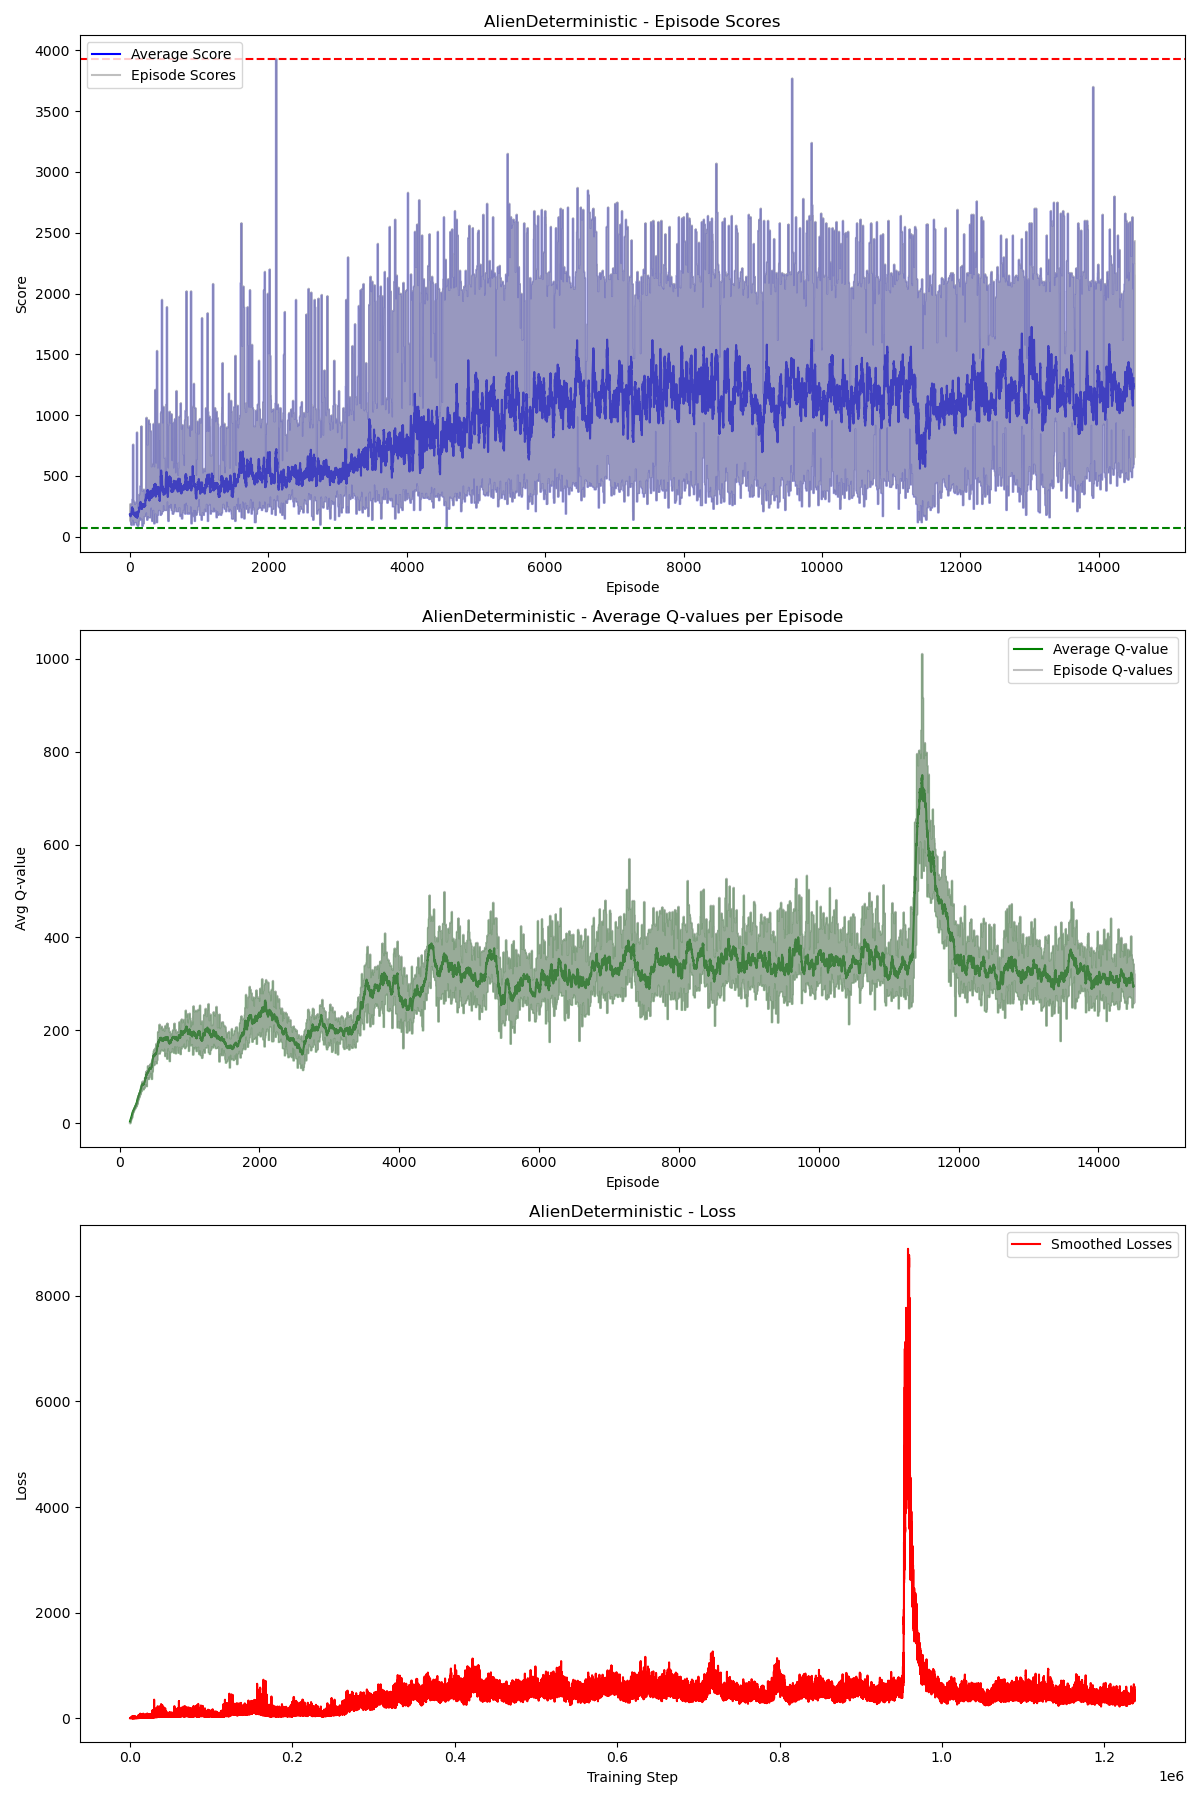 AlienDeterministic - Episode Scores
Average Score
Episode Scores
Score
4000
3500
3000
2500
2000
1500
1000
500
0
0 2000 4000 6000 8000 10000 12000 14000
Episode
AlienDeterministic - Average Q-values per Episode
Average Q-value
Episode Q-values
Avg Q-value
1000
800
600
400
200
0
0 2000 4000 6000 8000 10000 12000 14000
Episode
AlienDeterministic - Loss
Smoothed Losses
Loss
8000
6000
4000
2000
0
0.0 0.2 0.4 0.6 0.8 1.0 1.2
Training Step
1e6